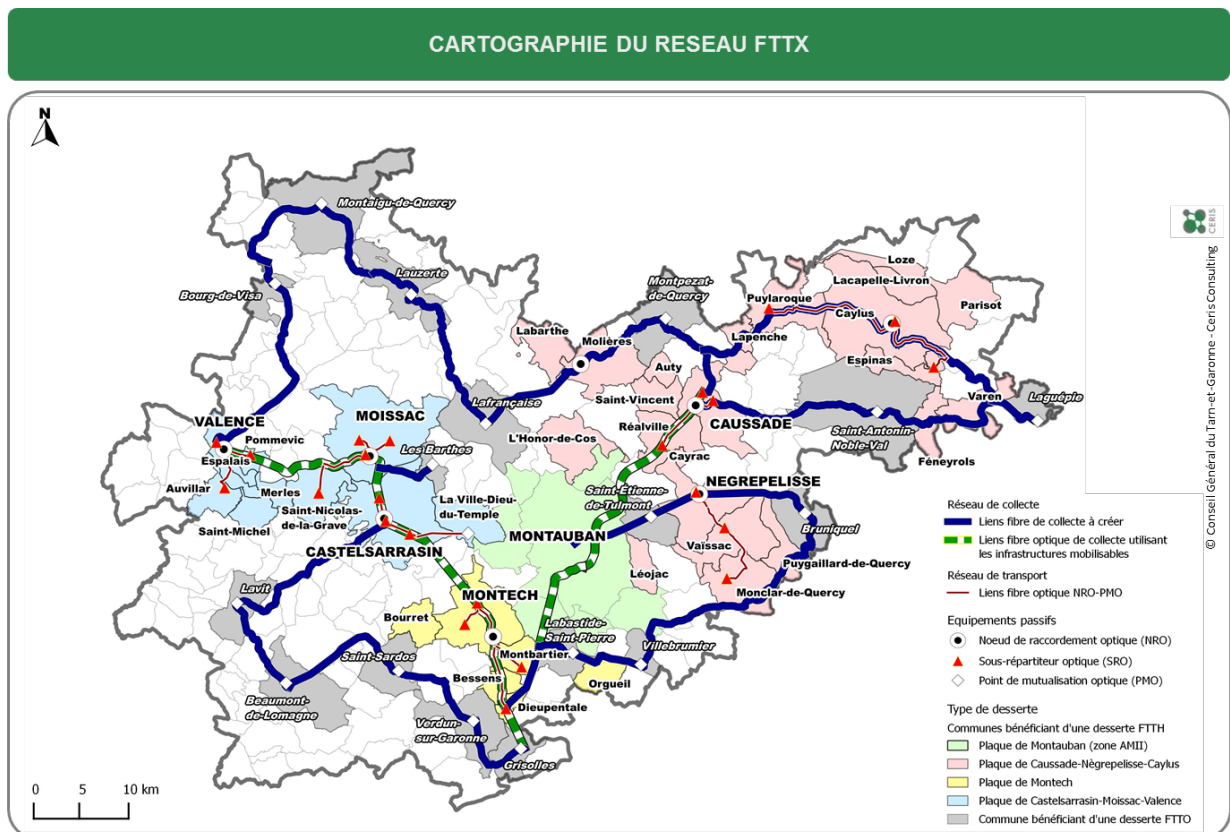 CARTOGRAPHIE DU RESEAU FTTX
N
CERIS
© Conseil Général du Tarn-et-Garonne - Ceris Consulting
Montaigu-de-Quercy
Lauzerte
Bourg-de-Visa
Montpezat-
de-Quercy
Loze
Lacapelle-Livron
Puylaroque
Parisot
Caylus
Labarthe
Molières
Lapenche
Espinas
Auty
Varen
Laguépie
Saint-Vincent
Lafrançaise
VALENCE
MOISSAC
Réalville
CAUSSADE
Saint-Antonin-
Noble-Val
Pommevic
L'Honor-de-Cos
Les Barthes
Cayrac
Féneyrols
Espalais
Auvillar
Merles
Saint-Nicolas-
de-la-Grave
Saint-Michel
La Ville-Dieu-
du-Temple
Saint-Etienne-
de-Tulmont
NEGREPELISSE
Bruniquel
CASTELSARRASIN
MONTAUBAN
Vaïssac
Puygaillard-de-Quercy
Léojac
Monclar-de-Quercy
Lavit
MONTECH
Bourret
Labastide-
Saint-Pierre
Villebrumier
Saint-Sardos
Montbartier
Bessens
Orgueil
Beaumont-
de-Lomagne
Dieupentale
Verdun-
sur-Garonne
Grisolles
0 5 10 km
Réseau de collecte
Liens fibre de collecte à créer
Liens fibre optique de collecte utilisant
les infrastructures mobilisables
Réseau de transport
Liens fibre optique NRO-PMO
Equipements passifs
Noeud de raccordement optique (NRO)
Sous-répartiteur optique (SRO)
Point de mutualisation optique (PMO)
Type de desserte
Communes bénéficiant d'une desserte FTTH
Plaque de Montauban (zone AMII)
Plaque de Caussade-Nègrepelisse-Caylus
Plaque de Montech
Plaque de Castelsarrasin-Moissac-Valence
Commune bénéficiant d'une desserte FTTO